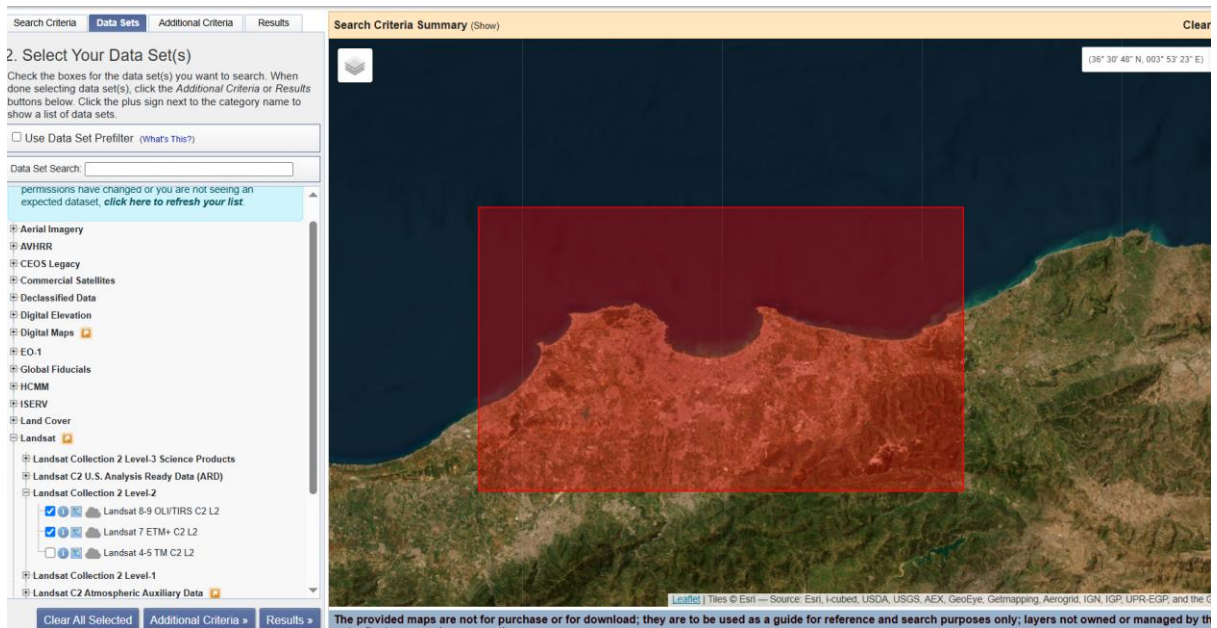 Search Criteria
Data Sets
Additional Criteria
Results
2. Select Your Data Set(s)
Check the boxes for the data set(s) you want to search. When
done selecting data set(s), click the Additional Criteria or Results
buttons below. Click the plus sign next to the category name to
show a list of data sets.
Use Data Set Prefilter (What's This?)
Data Set Search:
permissions have changed or you are not seeing an
expected dataset, click here to refresh your list.
Aerial Imagery
AVHRR
CEOS Legacy
Commercial Satellites
Declassified Data
Digital Elevation
Digital Maps
EO-1
Global Fiducials
HCMM
ISERV
Land Cover
Landsat
Landsat Collection 2 Level-3 Science Products
Landsat C2 U.S. Analysis Ready Data (ARD)
Landsat Collection 2 Level-2
Landsat 8-9 OLI/TIRS C2 L2
Landsat 7 ETM+ C2 L2
Landsat 4-5 TM C2 L2
Landsat Collection 2 Level-1
Landsat C2 Atmospheric Auxiliary Data
Clear All Selected
Additional Criteria »
Results »
Search Criteria Summary (Show)
Clear
(36° 30' 48" N, 003° 53' 23" E)
Leaflet | Tiles © Esri — Source: Esri, i-cubed, USDA, USGS, AEX, GeoEye, Getmapping, Aerogrid, IGN, IGP, UPR-EGP, and the G
The provided maps are not for purchase or for download; they are to be used as a guide for reference and search purposes only; layers not owned or managed by th